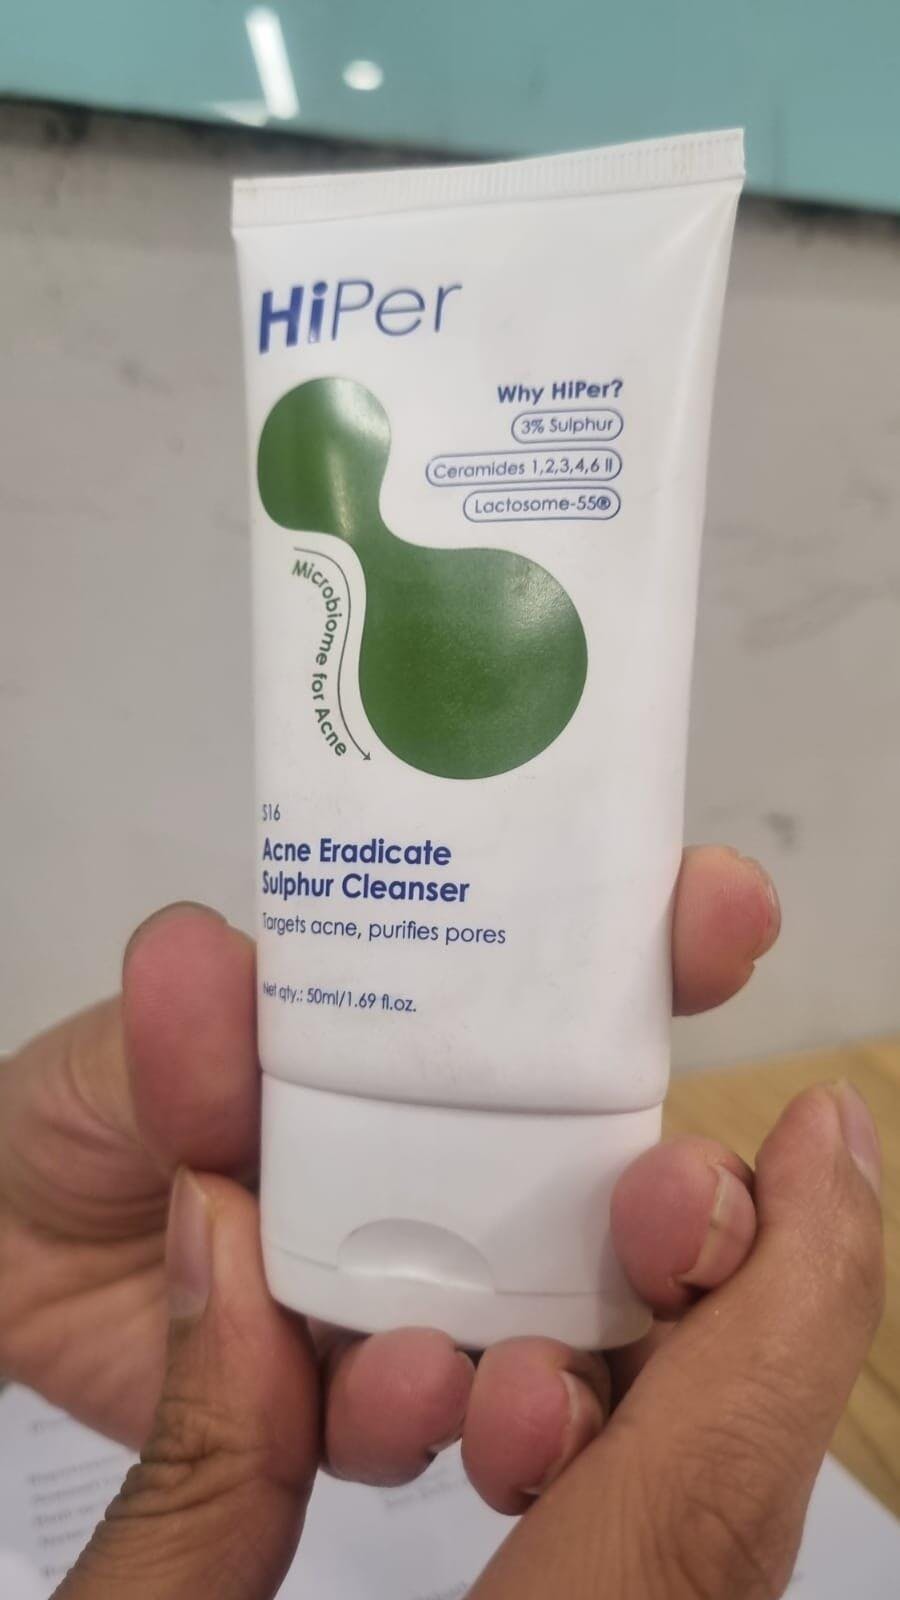 HiPer
Why HiPer?
3% Sulphur
Ceramides 1,2,3,4,6 II
Lactosome-55®
Microbiome for Acne
S16
Acne Eradicate
Sulphur Cleanser
Targets acne, purifies pores
Net qty.: 50ml/1.69 fl.oz.